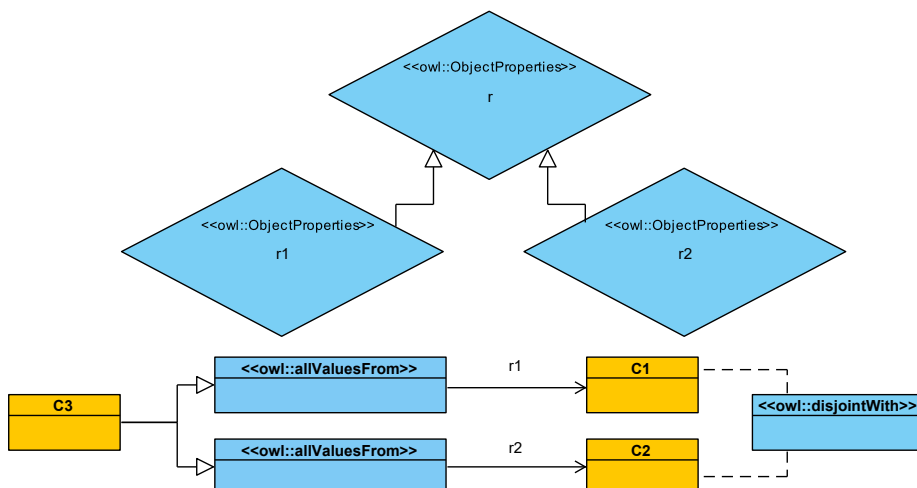 <<owl::ObjectProperties>>
r
<<owl::ObjectProperties>>
r1
<<owl::ObjectProperties>>
r2
<<owl::allValuesFrom>>
r1
C1
C3
<<owl::disjointWith>>
<<owl::allValuesFrom>>
r2
C2